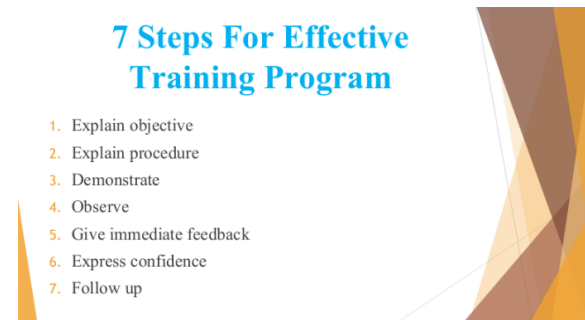 7 Steps For Effective
Training Program
1. Explain objective
2. Explain procedure
3. Demonstrate
4. Observe
5. Give immediate feedback
6. Express confidence
7. Follow up